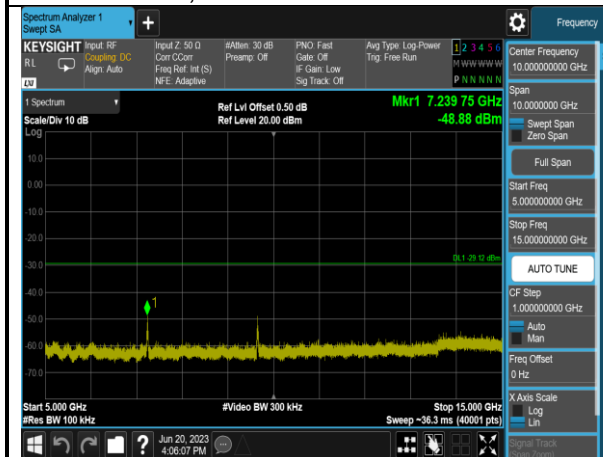 Spectrum Analyzer 1
Swept SA
+
Frequency
KEYSIGHT
RL
LXI
Input: RF
Coupling: DC
Align: Auto
Input Z: 50 Ω
Corr CCorr
Freq Ref: Int (S)
NFE: Adaptive
#Atten: 30 dB
Preamp: Off
PNO: Fast
Gate: Off
IF Gain: Low
Sig Track: Off
Avg Type: Log-Power
Trig: Free Run
1 2 3 4 5 6
M W W W W W
P N N N N N
1 Spectrum
Scale/Div 10 dB
Log
Ref Lvl Offset 0.50 dB
Ref Level 20.00 dBm
Mkr1 7.239 75 GHz
-48.88 dBm
10.0
0.00
-10.0
-20.0
-30.0
-40.0
-50.0
-60.0
-70.0
DL1 -29.12 dBm
1
Start 5.000 GHz
#Res BW 100 kHz
#Video BW 300 kHz
Stop 15.000 GHz
Sweep ~36.3 ms (40001 pts)
Center Frequency
10.000000000 GHz
Span
10.0000000 GHz
Swept Span
Zero Span
Full Span
Start Freq
5.000000000 GHz
Stop Freq
15.000000000 GHz
AUTO TUNE
CF Step
1.000000000 GHz
Auto
Man
Freq Offset
0 Hz
X Axis Scale
Log
Lin
Signal Track
(Span Zoom)
?
Jun 20, 2023
4:06:07 PM